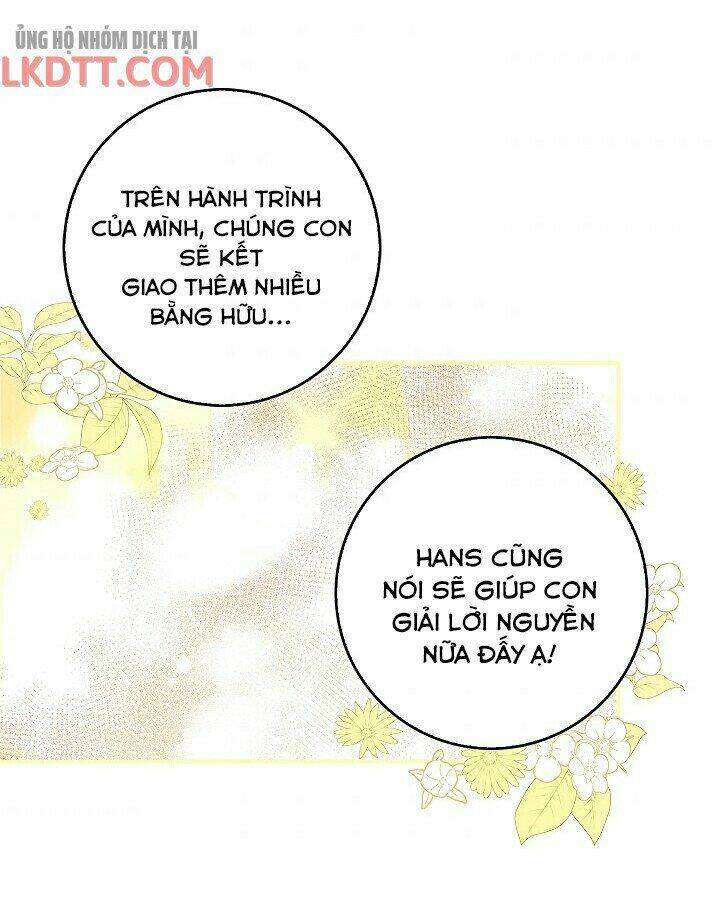 ỦNG HỘ NHÓM DỊCH TẠI
LKDTT.COM
TRÊN HÀNH TRÌNH
CỦA MÌNH, CHÚNG CON
SẼ KẾT
GIAO THÊM NHIỀU
BẰNG HỮU...
HANS CŨNG
NÓI SẼ GIÚP CON
GIẢI LỜI NGUYỀN
NỮA ĐẤY Ạ!